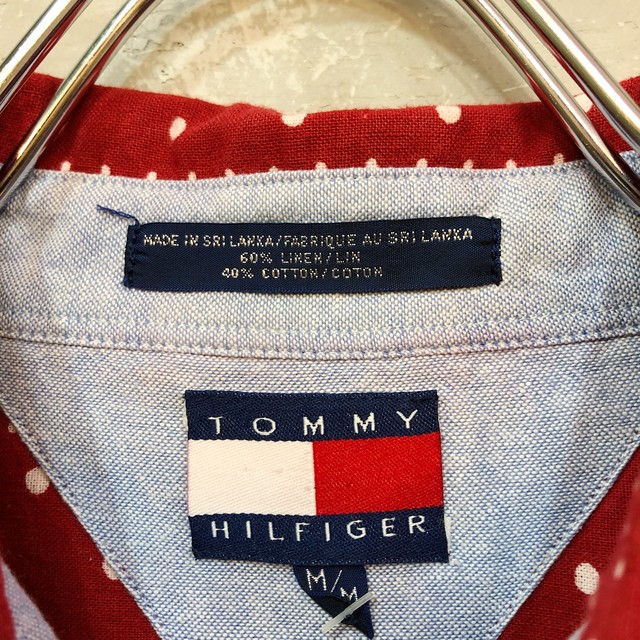 MADE IN SRI LANKA/FABRIQUE AU SRI LANKA
60% LINEN/LIN
40% COTTON/COTON
TOMMY
HILFIGER
M/M